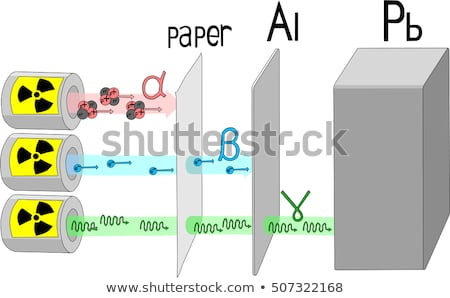 paper
Al
Pb
α
β
γ
shutterstock
www.shutterstock.com · 507322168